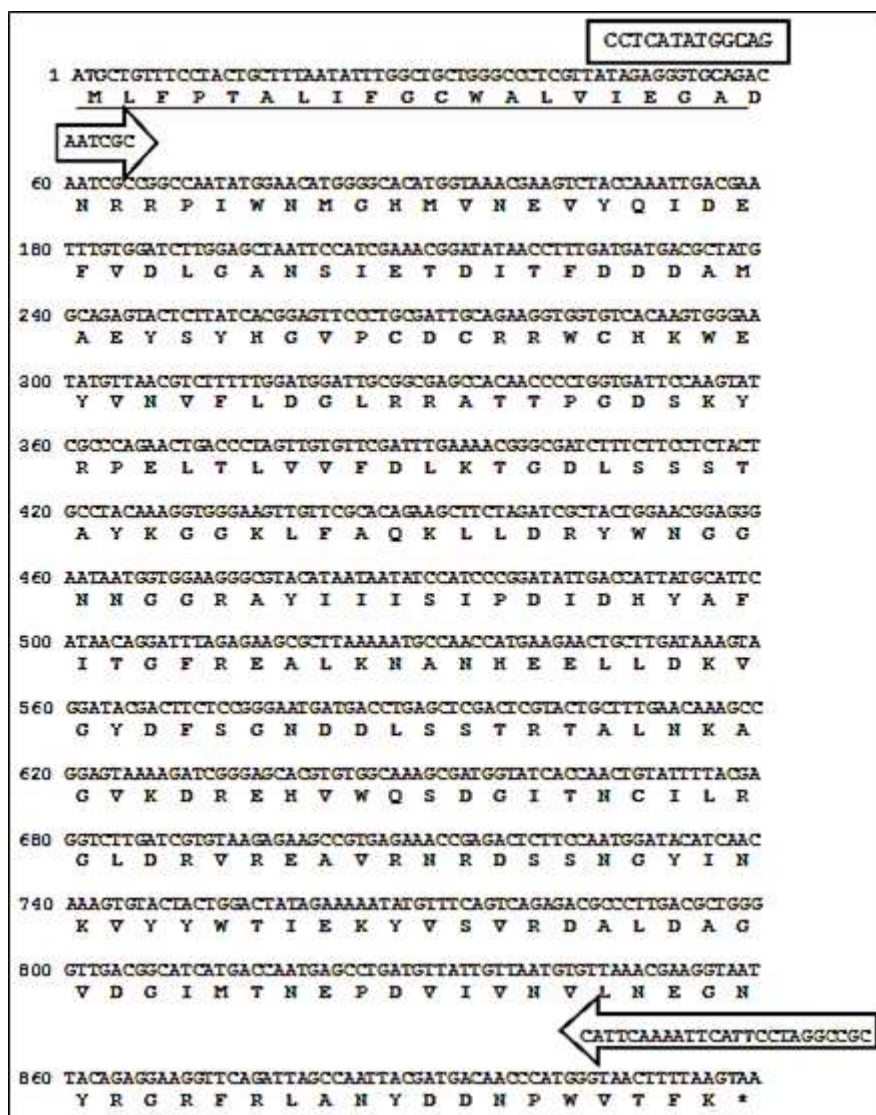 CCTCATATGGCAG
1 ATGCTGTTTCCTACTGCTTTAATATTTGGCTGCTGGGCCCTCGTTATAGAGGGTGCAGAC
M L F P T A L I F G C W A L V I E G A D
AATCGC
60 AATCGCCGGCCAATATGGAACATGGGGCACATGGTAAACGAAGTCTACCAAATTGACGAA
N R R P I W N M G H M V N E V Y Q I D E
180 TTTGTGGATCTTGGAGCTAATTCCATCGAAACGGATATAACCTTTGATGATGACGCTATG
F V D L G A N S I E T D I T F D D D A M
240 GCAGAGTACTCTTATCACGGAGTTCCCTGCGATTGCAGAAGGTGGTGTCACAAGTGGGAA
A E Y S Y H G V P C D C R R W C H K W E
300 TATGTTAACGTCTTTTTGGATGGATTGCGGCGAGCCACAACCCCTGGTGATTCCAAGTAT
Y V N V F L D G L R R A T T P G D S K Y
360 CGCCCAGAACTGACCCTAGTTGTGTTCGATTTGAAAACGGGCGATCTTTCTTCCTCTACT
R P E L T L V V F D L K T G D L S S S T
420 GCCTACAAAGGTGGGAAGTTGTTCGCACAGAAGCTTCTAGATCGCTACTGGAACGGAGGG
A Y K G G K L F A Q K L L D R Y W N G G
460 AATAATGGTGGAAGGGCGTACATAATAATATCCATCCCGGATATTGACCATTATGCATTC
N N G G R A Y I I I S I P D I D H Y A F
500 ATAACAGGATTTAGAGAAGCGCTTAAAAATGCCAACCATGAAGAACTGCTTGATAAAGTA
I T G F R E A L K N A N H E E L L D K V
560 GGATACGACTTCTCCGGGAATGATGACCTGAGCTCGACTCGTACTGCTTTGAACAAAGCC
G Y D F S G N D D L S S T R T A L N K A
620 GGAGTAAAAGATCGGGAGCACGTGTGGCAAAGCGATGGTATCACCAACTGTATTTTACGA
G V K D R E H V W Q S D G I T N C I L R
680 GGTCTTGATCGTGTAAGAGAAGCCGTGAGAAACCGAGACTCTTCCAATGGATACATCAAC
G L D R V R E A V R N R D S S N G Y I N
740 AAAGTGTACTACTGGACTATAGAAAAATATGTTTCAGTCAGAGACGCCCTTGACGCTGGG
K V Y Y W T I E K Y V S V R D A L D A G
800 GTTGACGGCATCATGACCAATGAGCCTGATGTTATTGTTAATGTGTTAAACGAAGGTAAT
V D G I M T N E P D V I V N V L N E G N
CATTCAAAATTCATTCCTAGGCCGC
860 TACAGAGGAAGGTTCAGATTAGCCAATTACGATGACAACCCATGGGTAACTTTTAAGTAA
Y R G R F R L A N Y D D N P W V T F K *